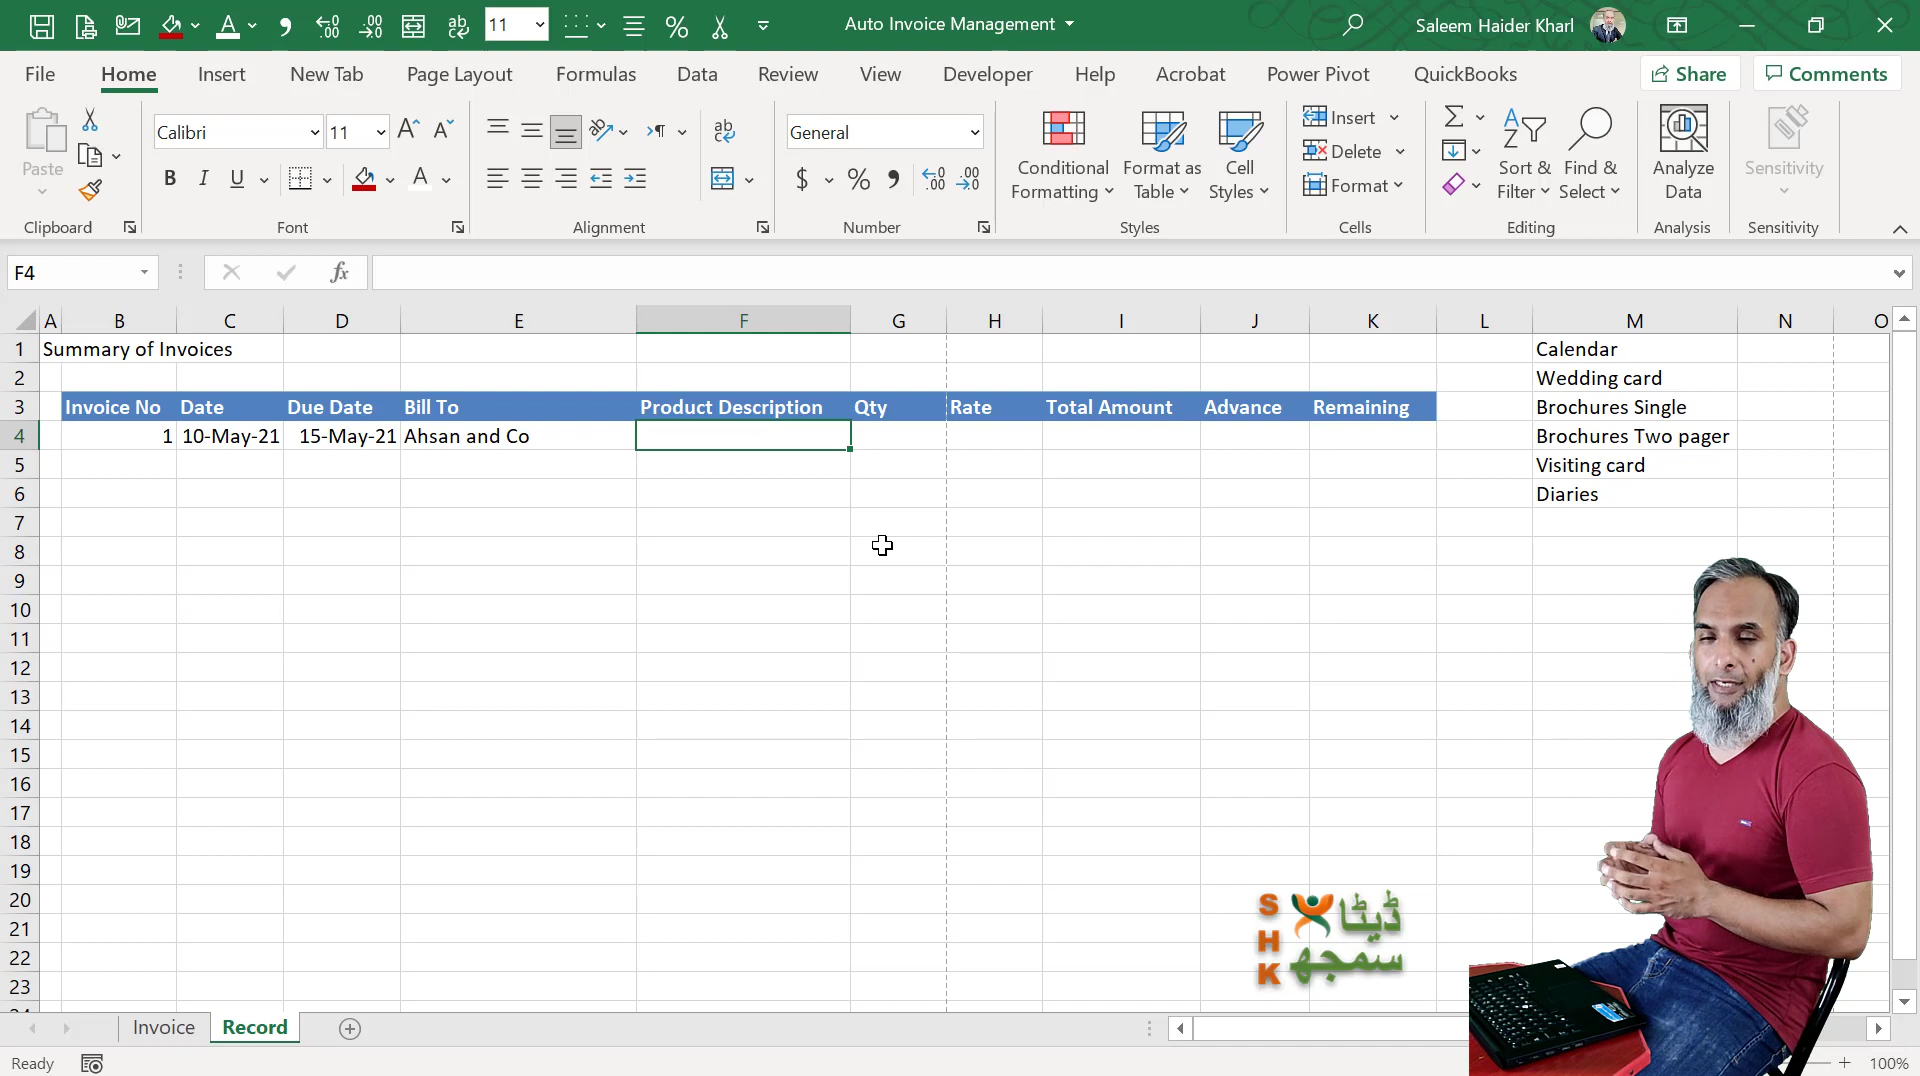 11
Auto Invoice Management
Saleem Haider Kharl
File Home Insert New Tab Page Layout Formulas Data Review View Developer Help Acrobat Power Pivot QuickBooks
Share Comments
Paste
Calibri 11
B I U
ab
General
$ % 9
Conditional Formatting
Format as Table
Cell Styles
Insert
Delete
Format
Sort & Filter
Find & Select
Analyze Data
Sensitivity
Clipboard Font Alignment Number Styles Cells Editing Analysis Sensitivity
F4 fx
A B C D E F G H I J K L M N O
1 Summary of Invoices Calendar
2 Wedding card
3 Invoice No Date Due Date Bill To Product Description Qty Rate Total Amount Advance Remaining Brochures Single
4 1 10-May-21 15-May-21 Ahsan and Co Brochures Two pager
5 Visiting card
6 Diaries
7
8
9
10
11
12
13
14
15
16
17
18
19
20
21
22
23
SHK ڈیٹا
سمجھ
Invoice Record
Ready 100%